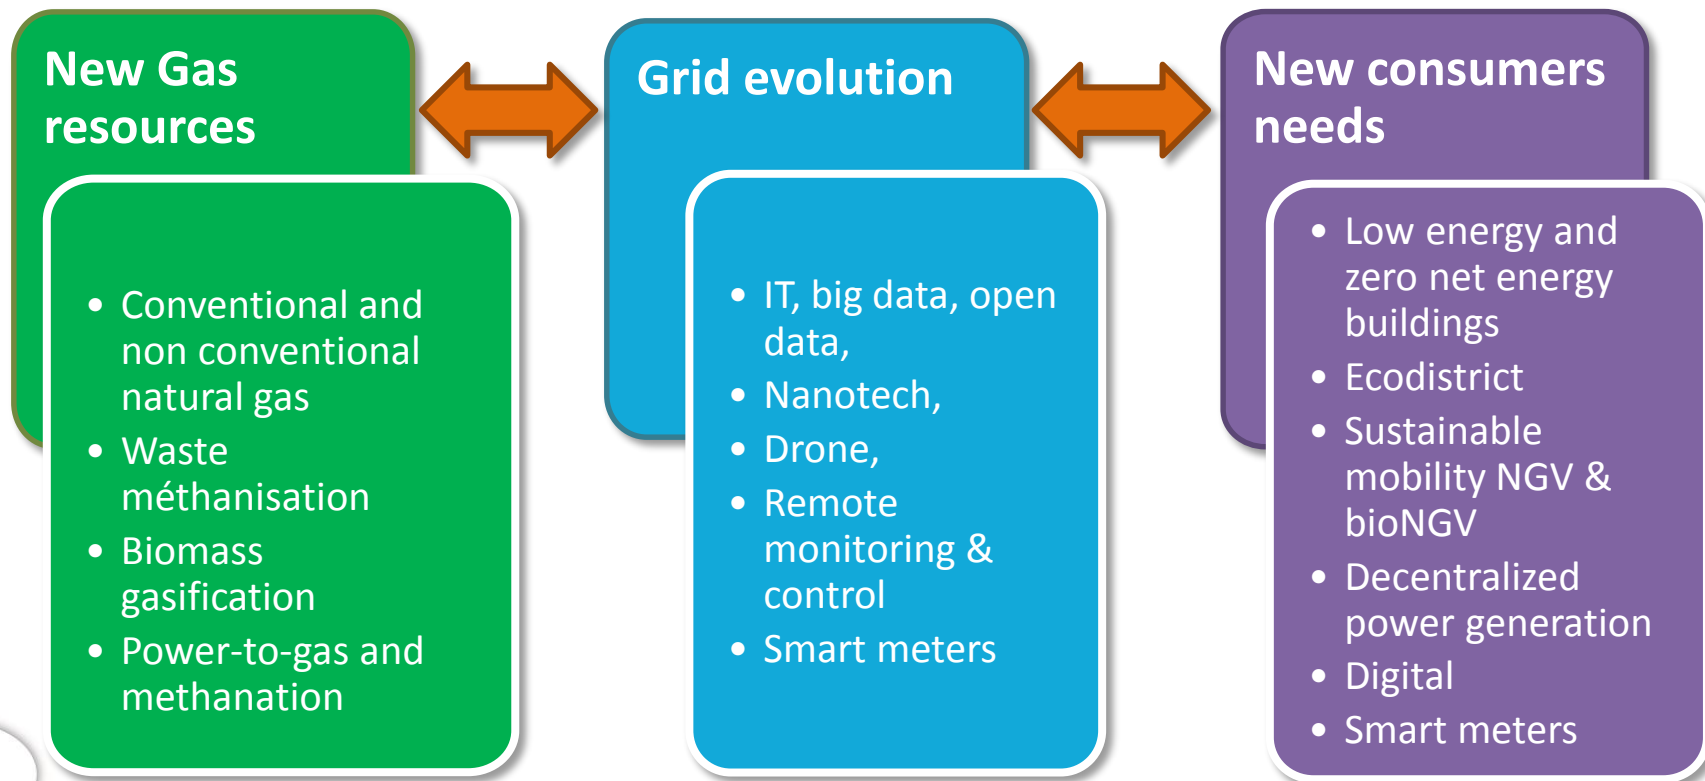 New Gas
resources
• Conventional and
non conventional
natural gas
• Waste
méthanisation
• Biomass
gasification
• Power-to-gas and
methanation
Grid evolution
• IT, big data, open
data,
• Nanotech,
• Drone,
• Remote
monitoring &
control
• Smart meters
New consumers
needs
• Low energy and
zero net energy
buildings
• Ecodistrict
• Sustainable
mobility NGV &
bioNGV
• Decentralized
power generation
• Digital
• Smart meters